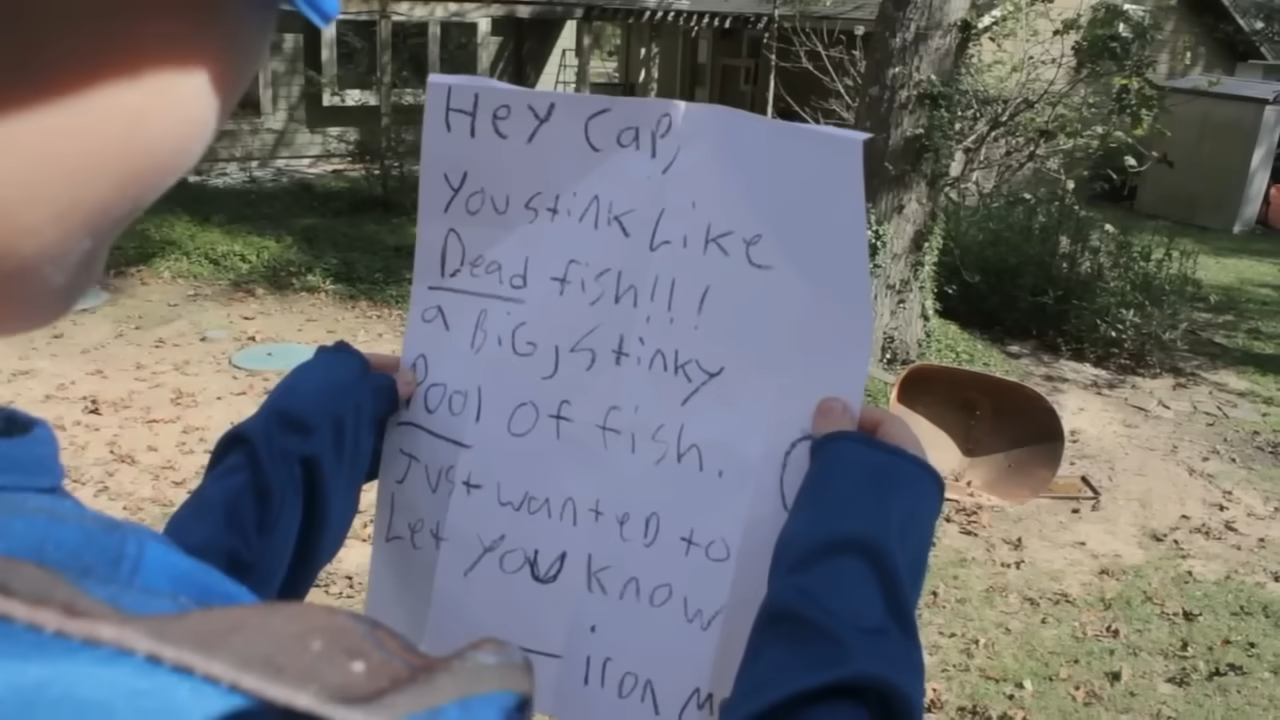 Hey Cap,
You stink Like
Dead fish!!!
a BiG, stinky
Pool of fish.
Just wanteD to
Let you know
. 
— iron M